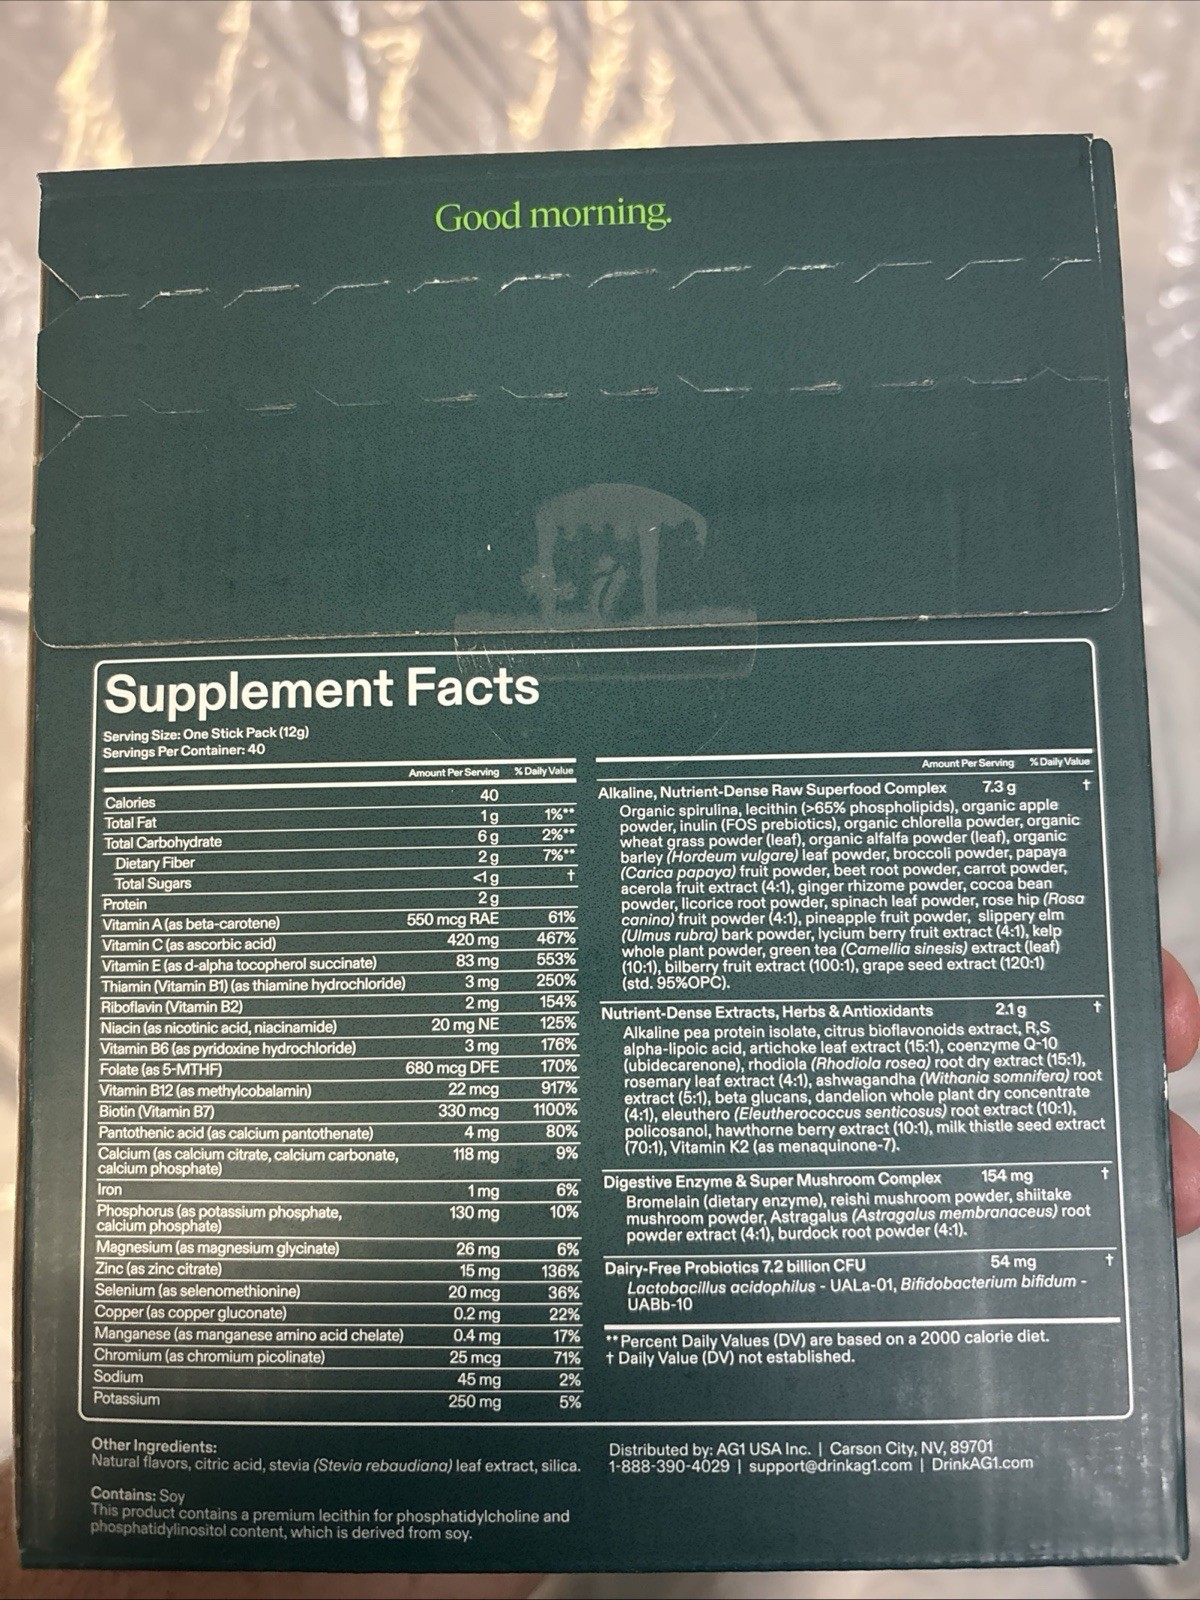 Good morning.
Supplement Facts
Serving Size: One Stick Pack (12g)
Servings Per Container: 40
Amount Per Serving % Daily Value
Calories 40
Total Fat 1 g 1%**
Total Carbohydrate 6 g 2%**
Dietary Fiber 2 g 7%**
Total Sugars <1 g †
Protein 2 g
Vitamin A (as beta-carotene) 550 mcg RAE 61%
Vitamin C (as ascorbic acid) 420 mg 467%
Vitamin E (as d-alpha tocopherol succinate) 83 mg 553%
Thiamin (Vitamin B1) (as thiamine hydrochloride) 3 mg 250%
Riboflavin (Vitamin B2) 2 mg 154%
Niacin (as nicotinic acid, niacinamide) 20 mg NE 125%
Vitamin B6 (as pyridoxine hydrochloride) 3 mg 176%
Folate (as 5-MTHF) 680 mcg DFE 170%
Vitamin B12 (as methylcobalamin) 22 mcg 917%
Biotin (Vitamin B7) 330 mcg 1100%
Pantothenic acid (as calcium pantothenate) 4 mg 80%
Calcium (as calcium citrate, calcium carbonate, 118 mg 9%
calcium phosphate)
Iron 1 mg 6%
Phosphorus (as potassium phosphate, 130 mg 10%
calcium phosphate)
Magnesium (as magnesium glycinate) 26 mg 6%
Zinc (as zinc citrate) 15 mg 136%
Selenium (as selenomethionine) 20 mcg 36%
Copper (as copper gluconate) 0.2 mg 22%
Manganese (as manganese amino acid chelate) 0.4 mg 17%
Chromium (as chromium picolinate) 25 mcg 71%
Sodium 45 mg 2%
Potassium 250 mg 5%
Amount Per Serving % Daily Value
Alkaline, Nutrient-Dense Raw Superfood Complex 7.3 g †
Organic spirulina, lecithin (>65% phospholipids), organic apple
powder, inulin (FOS prebiotics), organic chlorella powder, organic
wheat grass powder (leaf), organic alfalfa powder (leaf), organic
barley (Hordeum vulgare) leaf powder, broccoli powder, papaya
(Carica papaya) fruit powder, beet root powder, carrot powder,
acerola fruit extract (4:1), ginger rhizome powder, cocoa bean
powder, licorice root powder, spinach leaf powder, rose hip (Rosa
canina) fruit powder (4:1), pineapple fruit powder, slippery elm
(Ulmus rubra) bark powder, lycium berry fruit extract (4:1), kelp
whole plant powder, green tea (Camellia sinesis) extract (leaf)
(10:1), bilberry fruit extract (100:1), grape seed extract (120:1)
(std. 95%OPC).
Nutrient-Dense Extracts, Herbs & Antioxidants 2.1 g †
Alkaline pea protein isolate, citrus bioflavonoids extract, R,S
alpha-lipoic acid, artichoke leaf extract (15:1), coenzyme Q-10
(ubidecarenone), rhodiola (Rhodiola rosea) root dry extract (15:1),
rosemary leaf extract (4:1), ashwagandha (Withania somnifera) root
extract (5:1), beta glucans, dandelion whole plant dry concentrate
(4:1), eleuthero (Eleutherococcus senticosus) root extract (10:1),
policosanol, hawthorne berry extract (10:1), milk thistle seed extract
(70:1), Vitamin K2 (as menaquinone-7).
Digestive Enzyme & Super Mushroom Complex 154 mg †
Bromelain (dietary enzyme), reishi mushroom powder, shiitake
mushroom powder, Astragalus (Astragalus membranaceus) root
powder extract (4:1), burdock root powder (4:1).
Dairy-Free Probiotics 7.2 billion CFU 54 mg †
Lactobacillus acidophilus - UALa-01, Bifidobacterium bifidum -
UABb-10
**Percent Daily Values (DV) are based on a 2000 calorie diet.
† Daily Value (DV) not established.
Other Ingredients:
Natural flavors, citric acid, stevia (Stevia rebaudiana) leaf extract, silica.
Contains: Soy
This product contains a premium lecithin for phosphatidylcholine and
phosphatidylinositol content, which is derived from soy.
Distributed by: AG1 USA Inc. | Carson City, NV, 89701
1-888-390-4029 | support@drinkag1.com | DrinkAG1.com